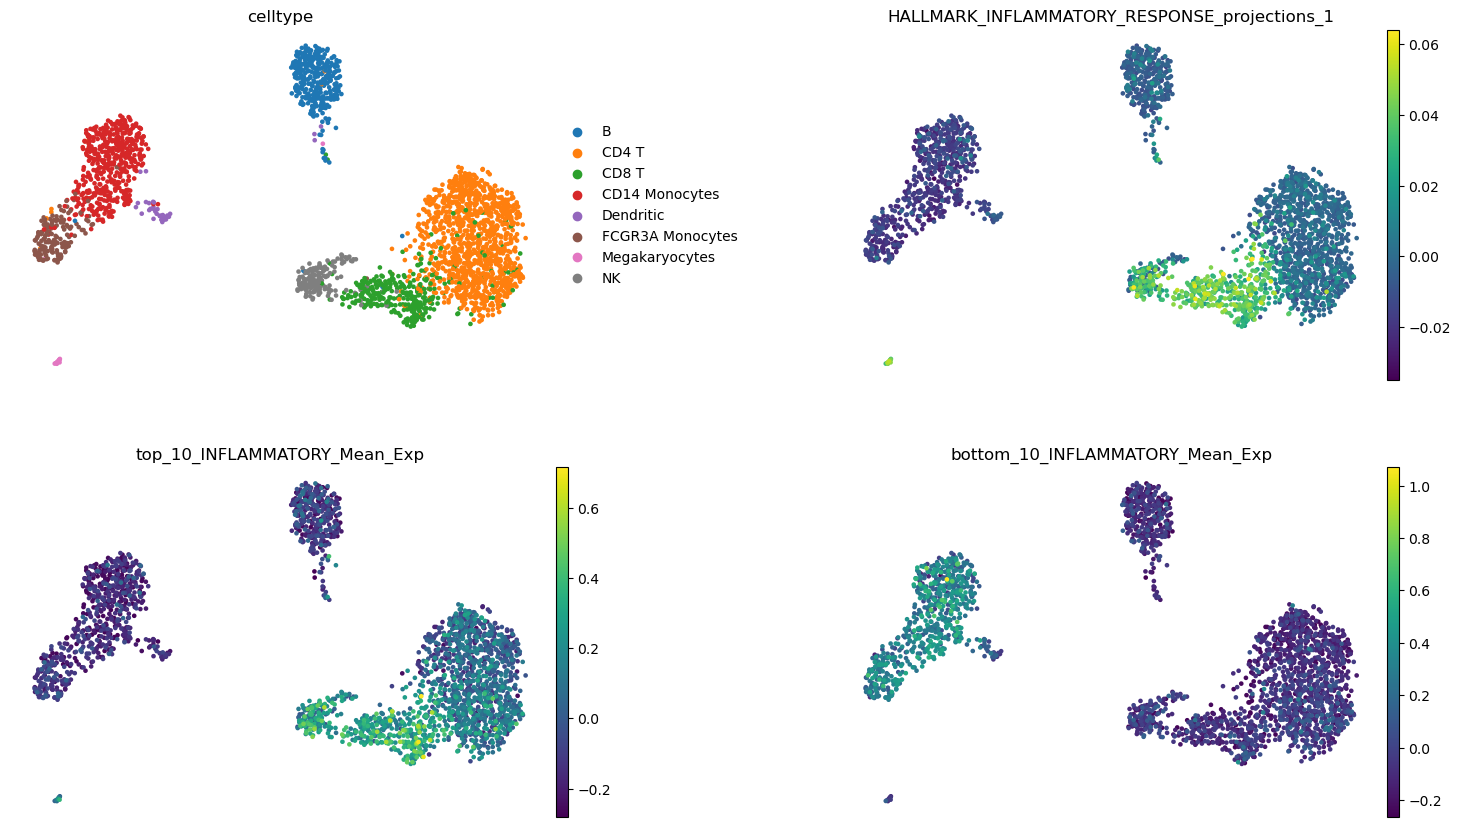 celltype
B
CD4 T
CD8 T
CD14 Monocytes
Dendritic
FCGR3A Monocytes
Megakaryocytes
NK
HALLMARK_INFLAMMATORY_RESPONSE_projections_1
0.06
0.04
0.02
0.00
−0.02
top_10_INFLAMMATORY_Mean_Exp
0.6
0.4
0.2
0.0
−0.2
bottom_10_INFLAMMATORY_Mean_Exp
1.0
0.8
0.6
0.4
0.2
0.0
−0.2